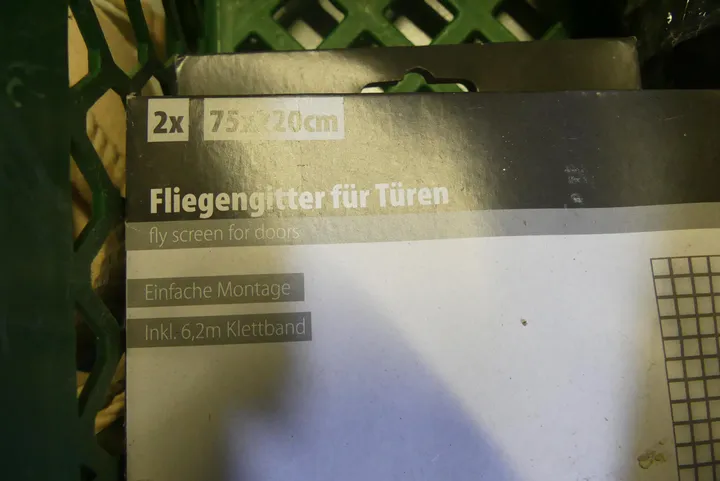 2x 75x220cm
Fliegengitter für Türen
fly screen for doors
Einfache Montage
Inkl. 6,2m Klettband